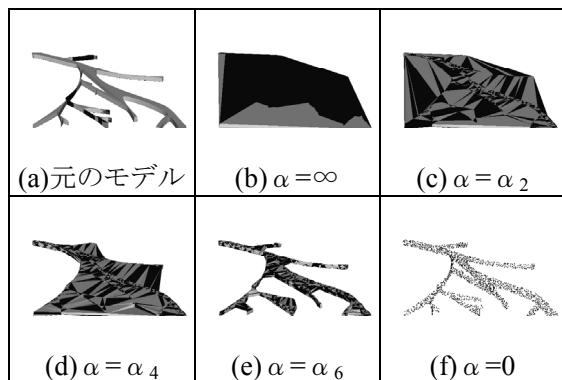 (a)元のモデル
(b) α=∞
(c) α = α 2
(d) α = α 4
(e) α = α 6
(f) α =0